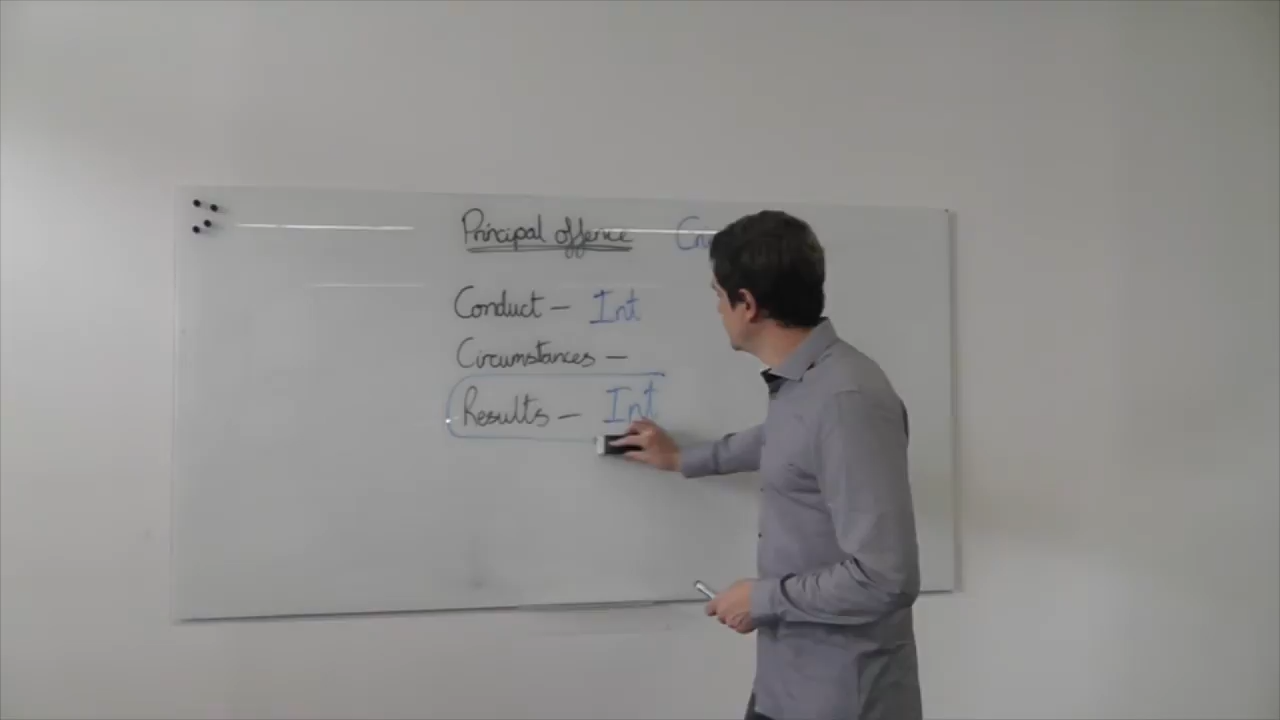 Principal offence
Conduct – Int
Circumstances –
Results – Int